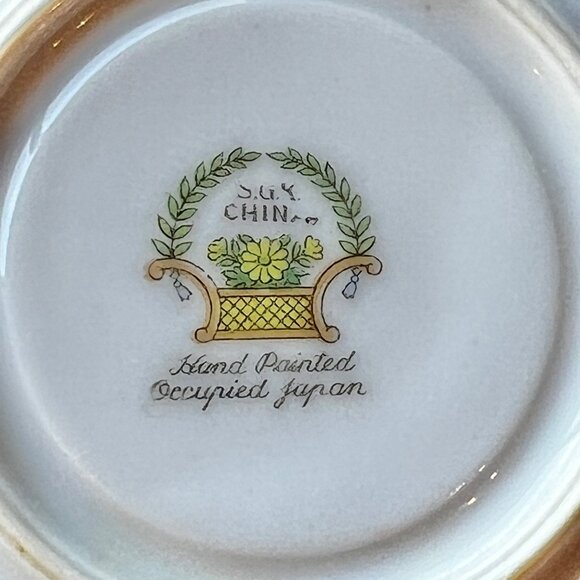 S.G.K.
CHINA
Hand Painted
Occupied Japan